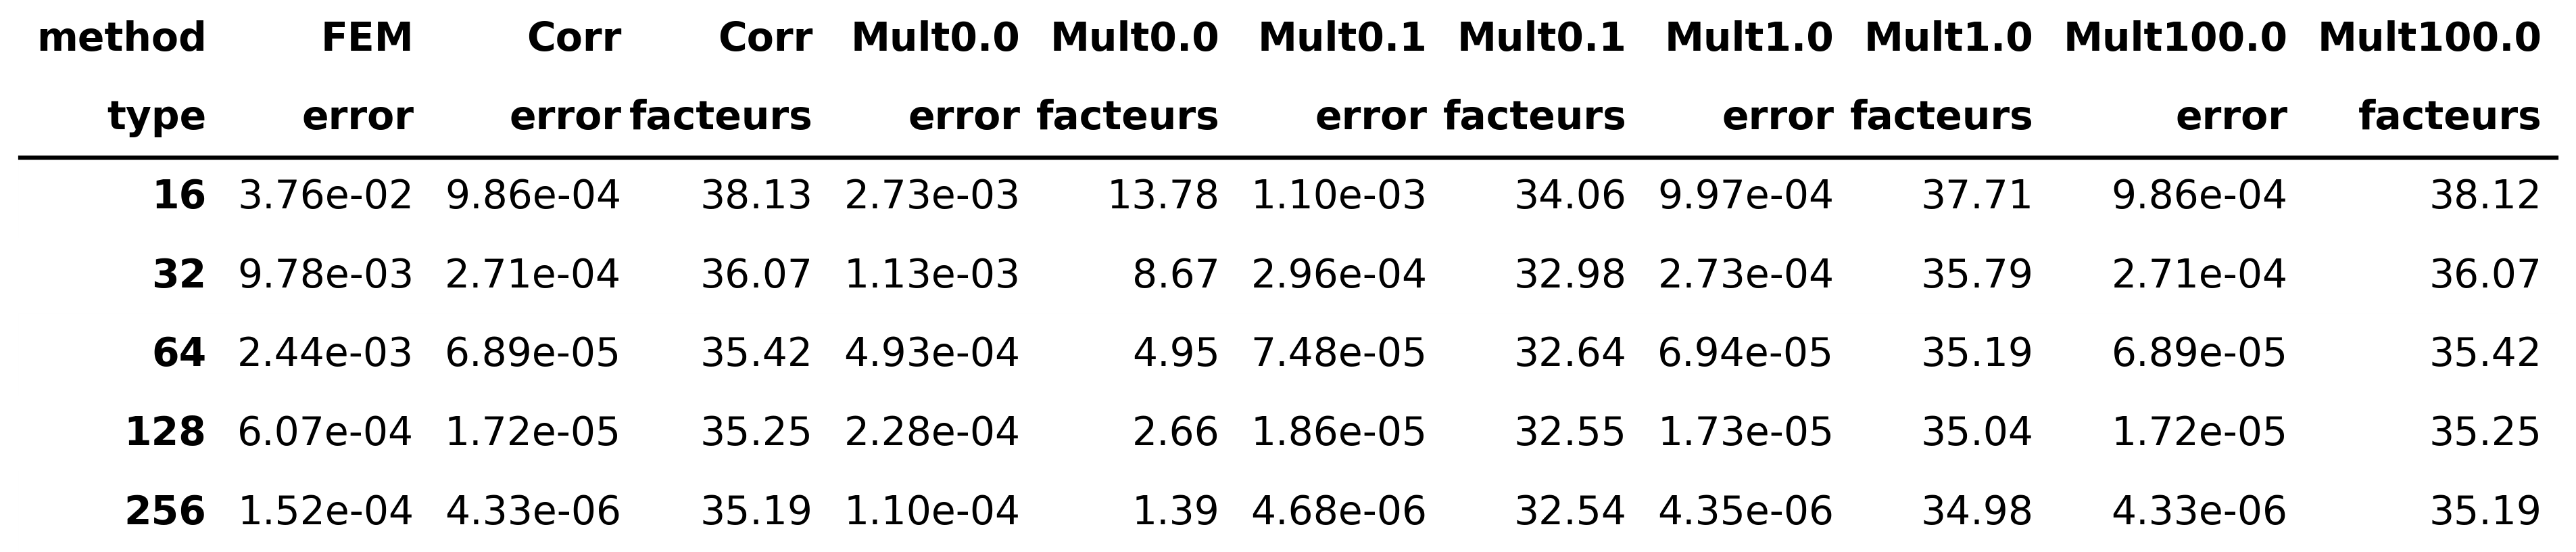 method FEM Corr Corr Mult0.0 Mult0.0 Mult0.1 Mult0.1 Mult1.0 Mult1.0 Mult100.0 Mult100.0
type error error facteurs error facteurs error facteurs error facteurs error facteurs
16 3.76e-02 9.86e-04 38.13 2.73e-03 13.78 1.10e-03 34.06 9.97e-04 37.71 9.86e-04 38.12
32 9.78e-03 2.71e-04 36.07 1.13e-03 8.67 2.96e-04 32.98 2.73e-04 35.79 2.71e-04 36.07
64 2.44e-03 6.89e-05 35.42 4.93e-04 4.95 7.48e-05 32.64 6.94e-05 35.19 6.89e-05 35.42
128 6.07e-04 1.72e-05 35.25 2.28e-04 2.66 1.86e-05 32.55 1.73e-05 35.04 1.72e-05 35.25
256 1.52e-04 4.33e-06 35.19 1.10e-04 1.39 4.68e-06 32.54 4.35e-06 34.98 4.33e-06 35.19